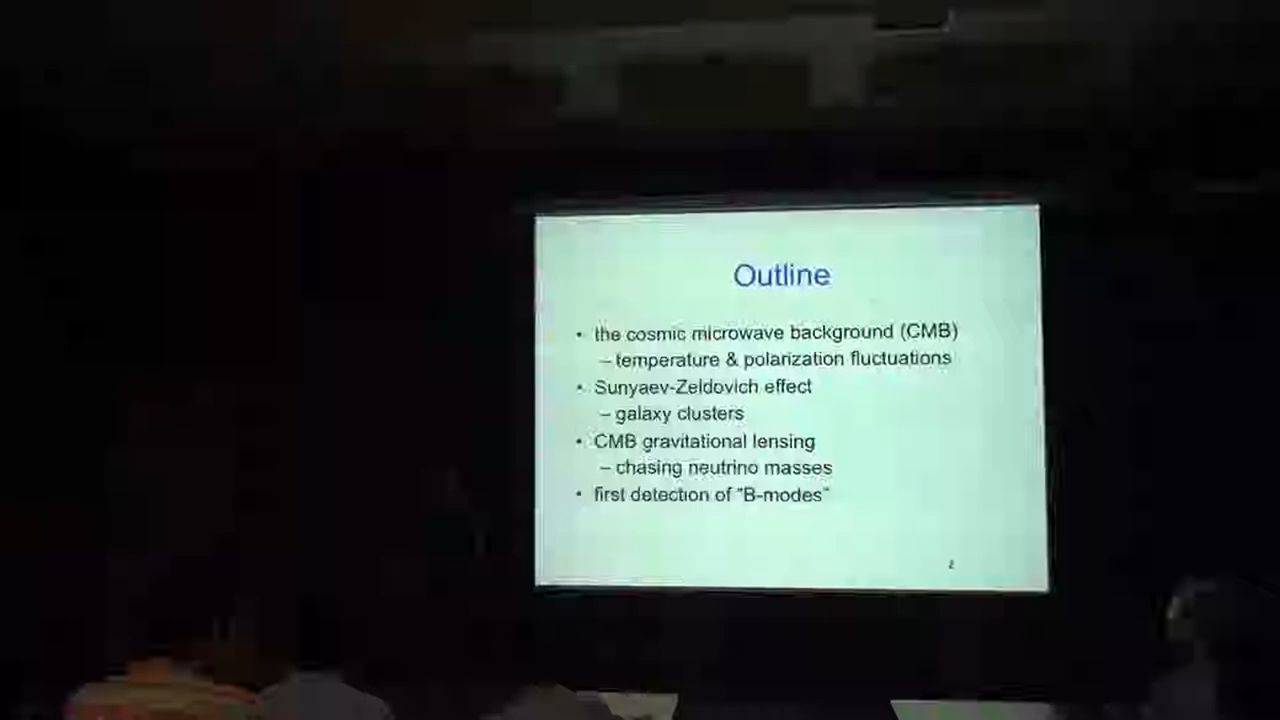 Outline
• the cosmic microwave background (CMB)
– temperature & polarization fluctuations
• Sunyaev-Zeldovich effect
– galaxy clusters
• CMB gravitational lensing
– chasing neutrino masses
• first detection of "B-modes"
2